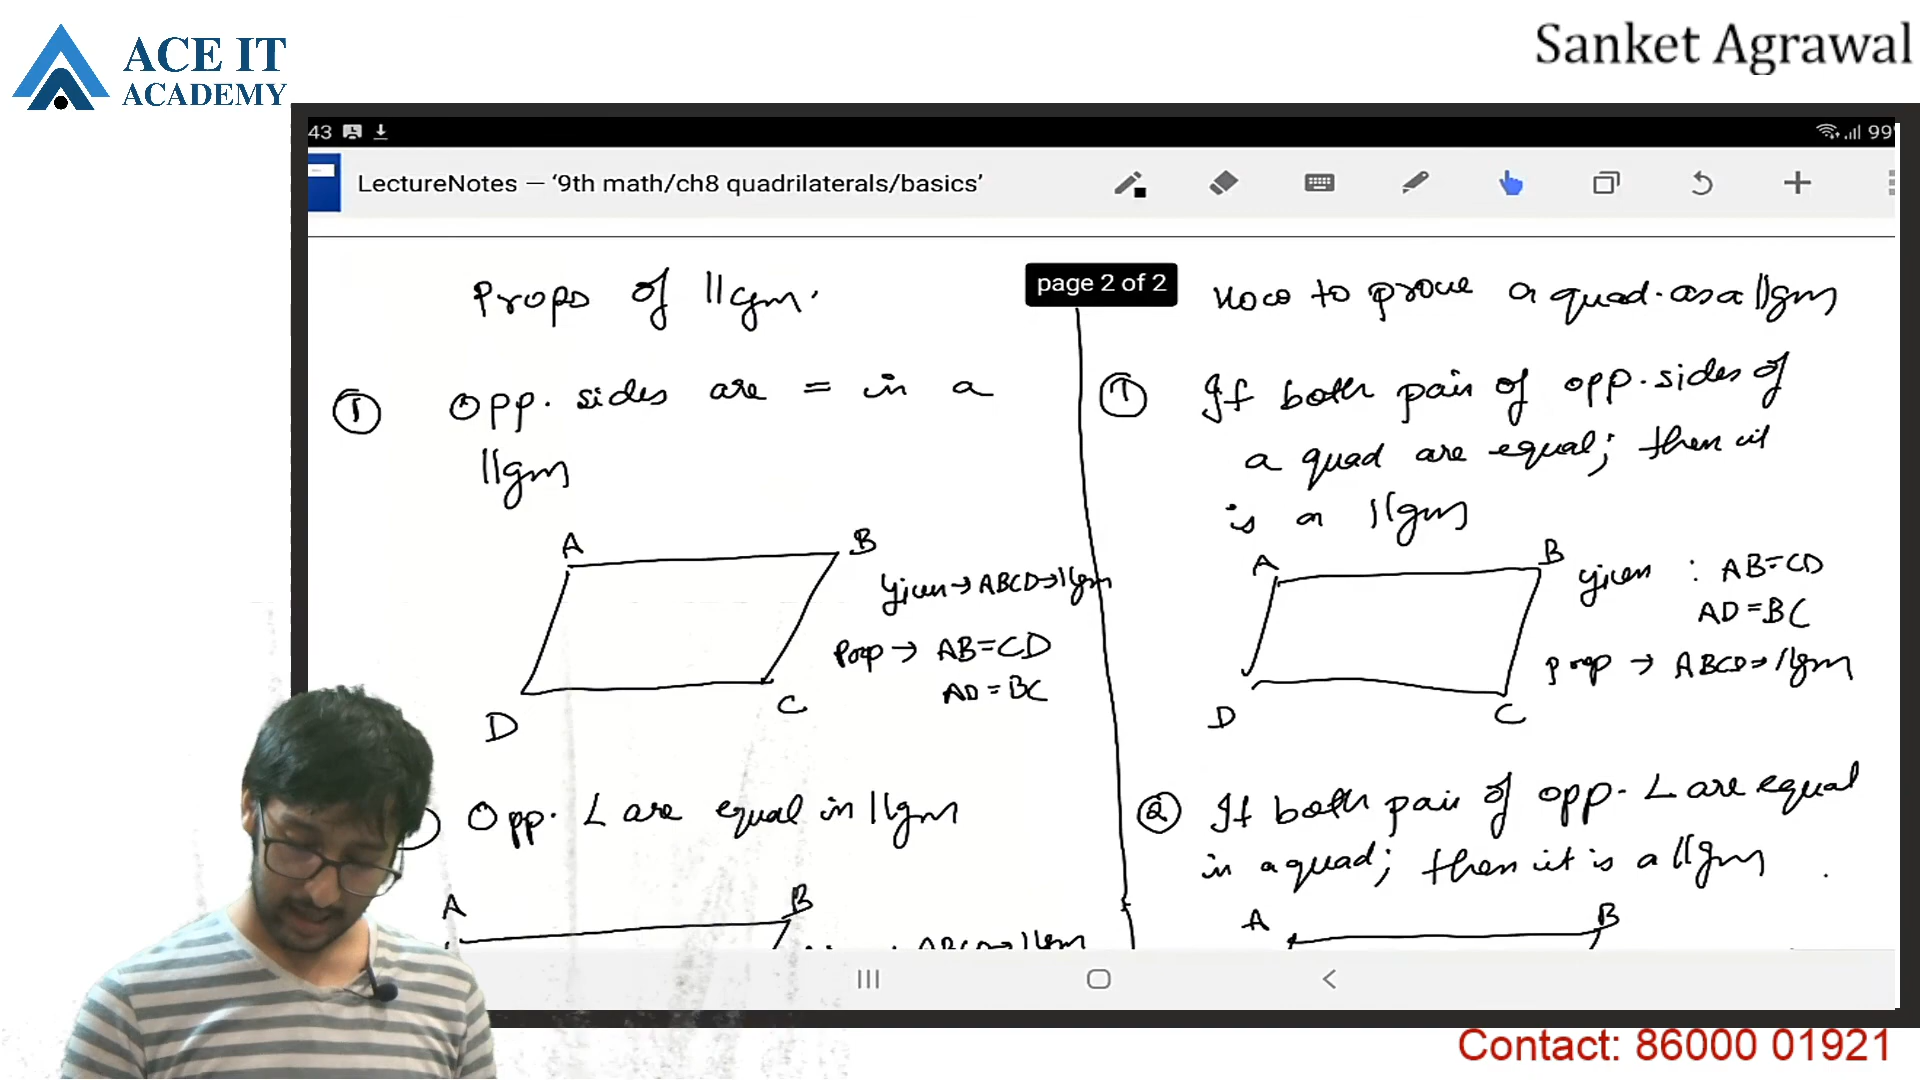 ACE IT
ACADEMY
Sanket Agrawal
43
99
LectureNotes — ‘9th math/ch8 quadrilaterals/basics’
page 2 of 2
Props of llgm.
① Opp. sides are = in a
llgm
A B
D C
given → ABCD → llgm
Prop → AB = CD
AD = BC
Opp. ∠ are equal in llgm
A B
ABCD → llgm
How to prove a quad. as a llgm
① If both pair of opp. sides of
a quad are equal; then it
is a llgm
A B
D C
given : AB = CD
AD = BC
Prop → ABCD → llgm
② If both pair of opp. ∠ are equal
in a quad; then it is a llgm
A B
Contact: 86000 01921